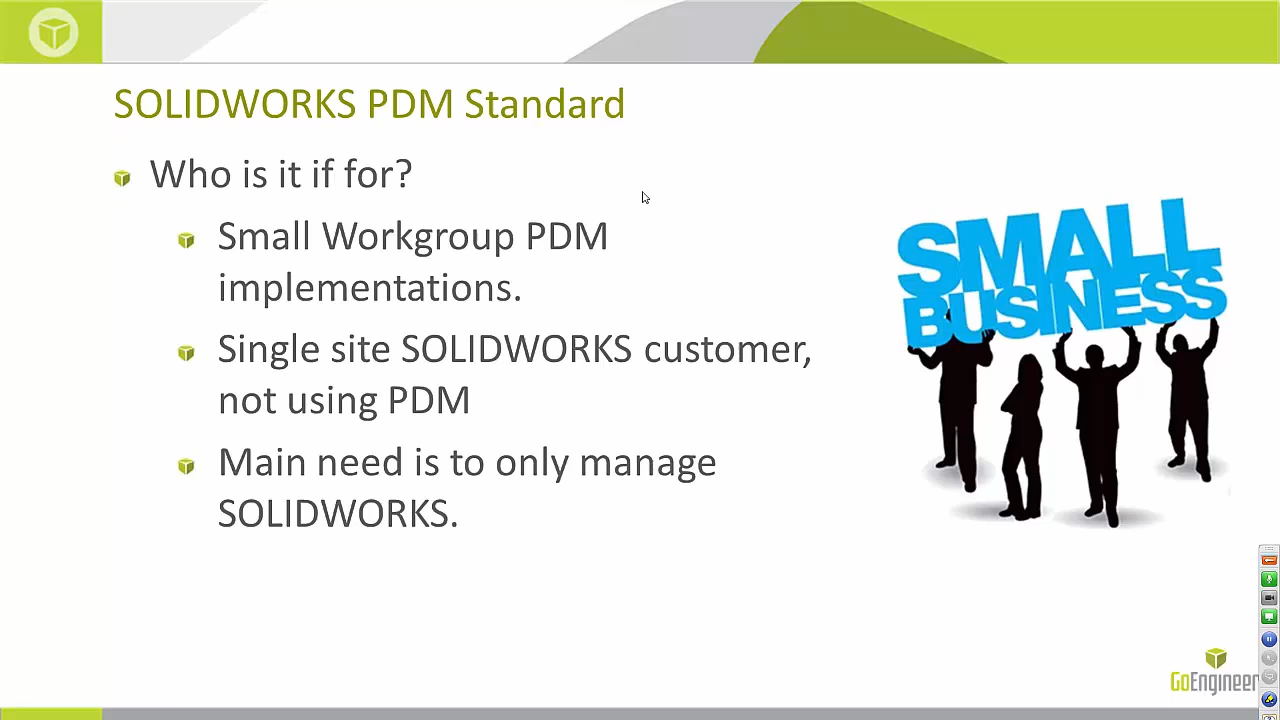 SOLIDWORKS PDM Standard
Who is it if for?
Small Workgroup PDM
implementations.
Single site SOLIDWORKS customer,
not using PDM
Main need is to only manage
SOLIDWORKS.
SMALL
BUSINESS
GoEngineer